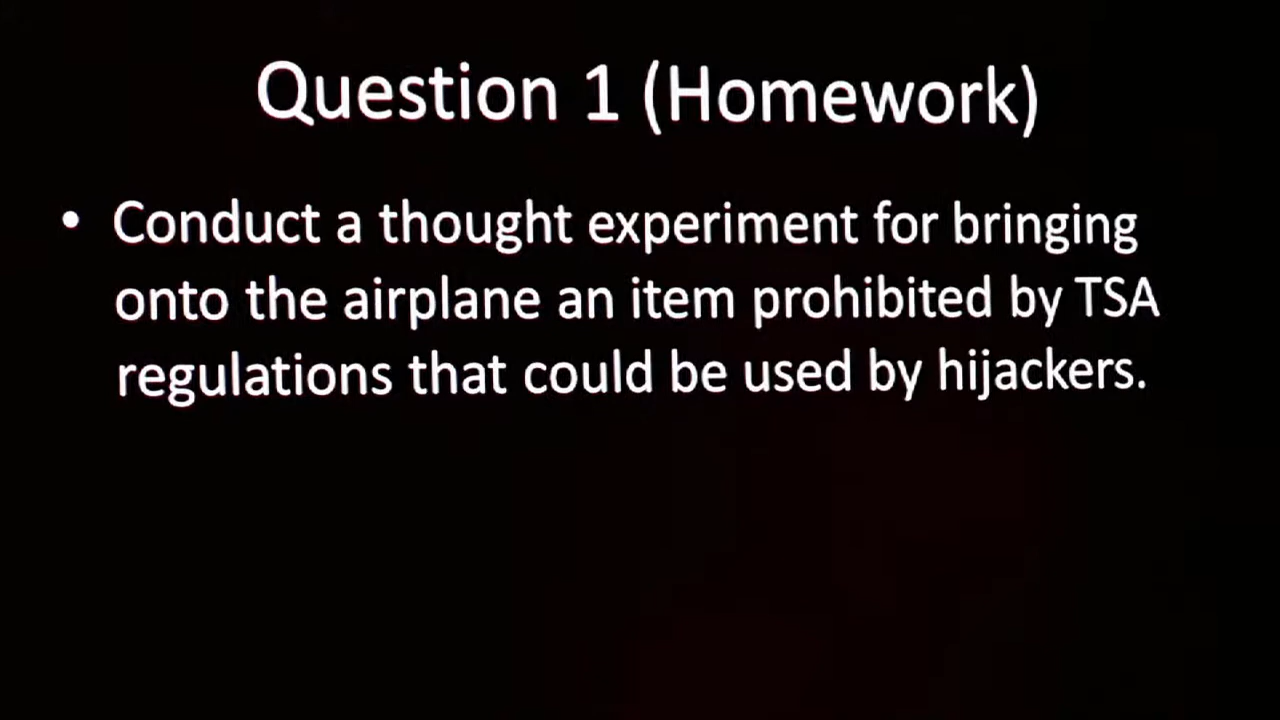 Question 1 (Homework)
• Conduct a thought experiment for bringing
onto the airplane an item prohibited by TSA
regulations that could be used by hijackers.